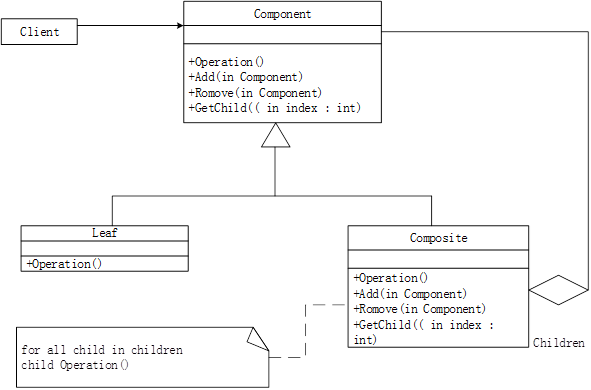 Component
Client
+Operation()
+Add(in Component)
+Romove(in Component)
+GetChild(( in index : int)
Leaf
+Operation()
Composite
+Operation()
+Add(in Component)
+Romove(in Component)
+GetChild(( in index :
int)
Children
for all child in children
child Operation()